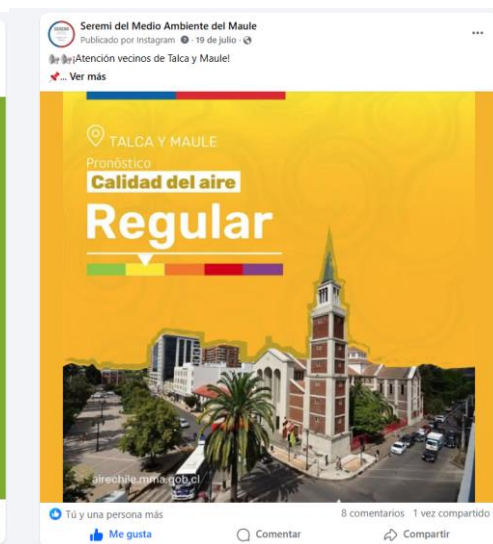 Seremi del Medio Ambiente del Maule
Publicado por Instagram · 19 de julio ·
¡Atención vecinos de Talca y Maule!
... Ver más
TALCA Y MAULE
Pronóstico
Calidad del aire
Regular
airechile.mma.gob.cl
Tú y una persona más
8 comentarios 1 vez compartido
Me gusta
Comentar
Compartir